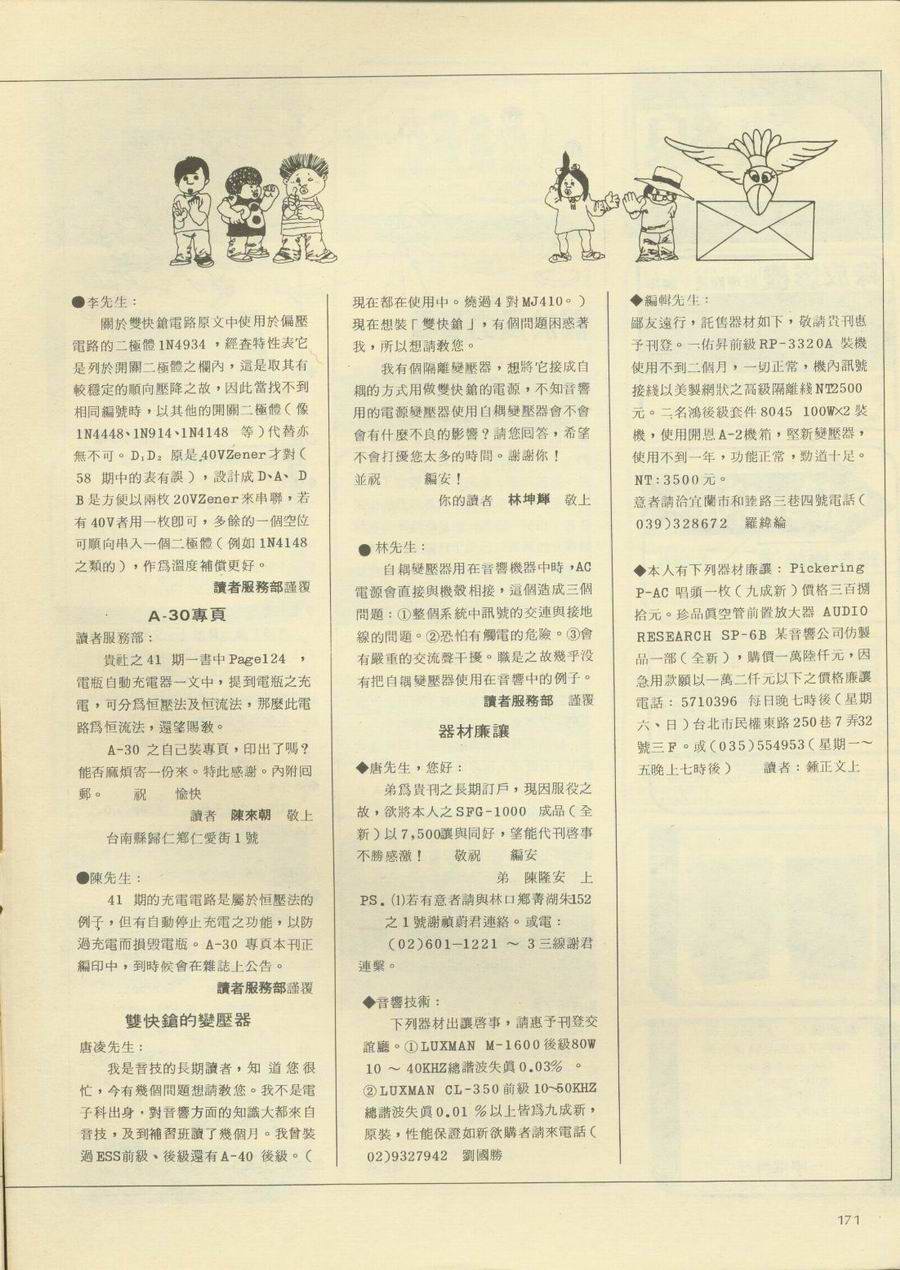 ●李先生：
關於雙快鎗電路原文中使用於偏壓
電路的二極體1N4934，經查特性表它
是列於開關二極體之欄內，這是取其有
較穩定的順向壓降之故，因此當找不到
相同編號時，以其他的開關二極體（像
1N4448、1N914、1N4148 等）代替亦
無不可。D₁D₂ 原是40VZener才對（
58 期中的表有誤），設計成 D、A、D
B是方便以兩枚20VZener來串聯，若
有40V者用一枚卽可，多餘的一個空位
可順向串入一個二極體（例如1N4148
之類的），作爲溫度補償更好。
讀者服務部謹覆
A-30專頁
讀者服務部：
貴社之41 期一書中Page124 ，
電瓶自動充電器一文中，提到電瓶之充
電，可分爲恒壓法及恒流法，那麼此電
路爲恒流法，還望賜敎。
A-30 之自己裝專頁，印出了嗎？
能否麻煩寄一份來。特此感謝。內附囘
郵。 祝 愉快
讀者 陳來朝 敬上
台南縣歸仁鄉仁愛街1號
●陳先生：
41 期的充電電路是屬於恒壓法的
例子，但有自動停止充電之功能，以防
過充電而損毀電瓶。A-30 專頁本刊正
編印中，到時候會在雜誌上公告。
讀者服務部謹覆
雙快鎗的變壓器
唐凌先生：
我是音技的長期讀者，知 道 您 很
忙，今有幾個問題想請敎您。我不是電
子科出身，對音響方面的知識大都來自
音技，及到補習班讀了幾個月。我曾裝
過ESS前級、後級還有A-40 後級。（
現在都在使用中。燒過4對MJ410。）
現在想裝「雙快鎗」，有個問題困惑著
我，所以想請敎您。
我有個隔離變壓器，想將它接成自
耦的方式用做雙快鎗的電源，不知音響
用的電源變壓器使用自耦變壓器會不會
會有什麼不良的影響？請您囘答，希望
不會打擾您太多的時間。謝謝你！
並祝 編安！
你的讀者 林坤輝 敬上
●林先生：
自耦變壓器用在音響機器中時，AC
電源會直接與機殼相接，這個造成三個
問題：①整個系統中訊號的交連與接地
線的問題。②恐怕有觸電的危險。③會
有嚴重的交流聲干擾。職是之故幾乎沒
有把自耦變壓器使用在音響中的例子。
讀者服務部 謹覆
器材廉讓
◆唐先生，您好：
弟爲貴刊之長期訂戶，現因服役之
故，欲將本人之SFG-1000 成品（全
新）以7,500讓與同好，望能代刊啓事
不勝感激！ 敬祝 編安
弟 陳隆安 上
PS. ⑴若有意者請與林口鄉菁湖朱152
之1號謝禎蔚君連絡。或電：
（02)601—1221 ～ 3三線謝君
連繫。
◆音響技術：
下列器材出讓啓事，請惠予刊登交
誼廳。①LUXMAN M-1600後級80W
10 ～ 40KHZ總諧波失眞0.03％ 。
②LUXMAN CL-350前級10～50KHZ
總諧波失眞0.01 ％以上皆爲九成新，
原裝，性能保證如新欲購者請來電話（
02)9327942 劉國勝
◆編輯先生：
鄙友遠行，託售器材如下，敬請貴刊惠
予刊登。一佑昇前級RP-3320A 裝機
使用不到二個月，一切正常，機內訊號
接綫以美製網狀之高級隔離綫NT2500
元。二名鴻後級套件8045 100W×2裝
機，使用開恩A-2機箱，堅新變壓器，
使用不到一年，功能正常，勁道十足。
NT:3500元。
意者請洽宜蘭市和睦路三巷四號電話（
039)328672 羅緯綸
◆本人有下列器材廉讓：Pickering
P-AC 唱頭一枚（九成新）價格三百捌
拾元。珍品眞空管前置放大器 AUDIO
RESEARCH SP-6B 某音響公司仿製
品一部（全新），購價一萬陸仟元，因
急用款願以一萬二仟元以下之價格廉讓
電話：5710396 每日晚七時後（星期
六、日）台北市民權東路250巷7弄32
號三F。或(035)554953（星期一～
五晚上七時後） 讀者：鍾正文上
171